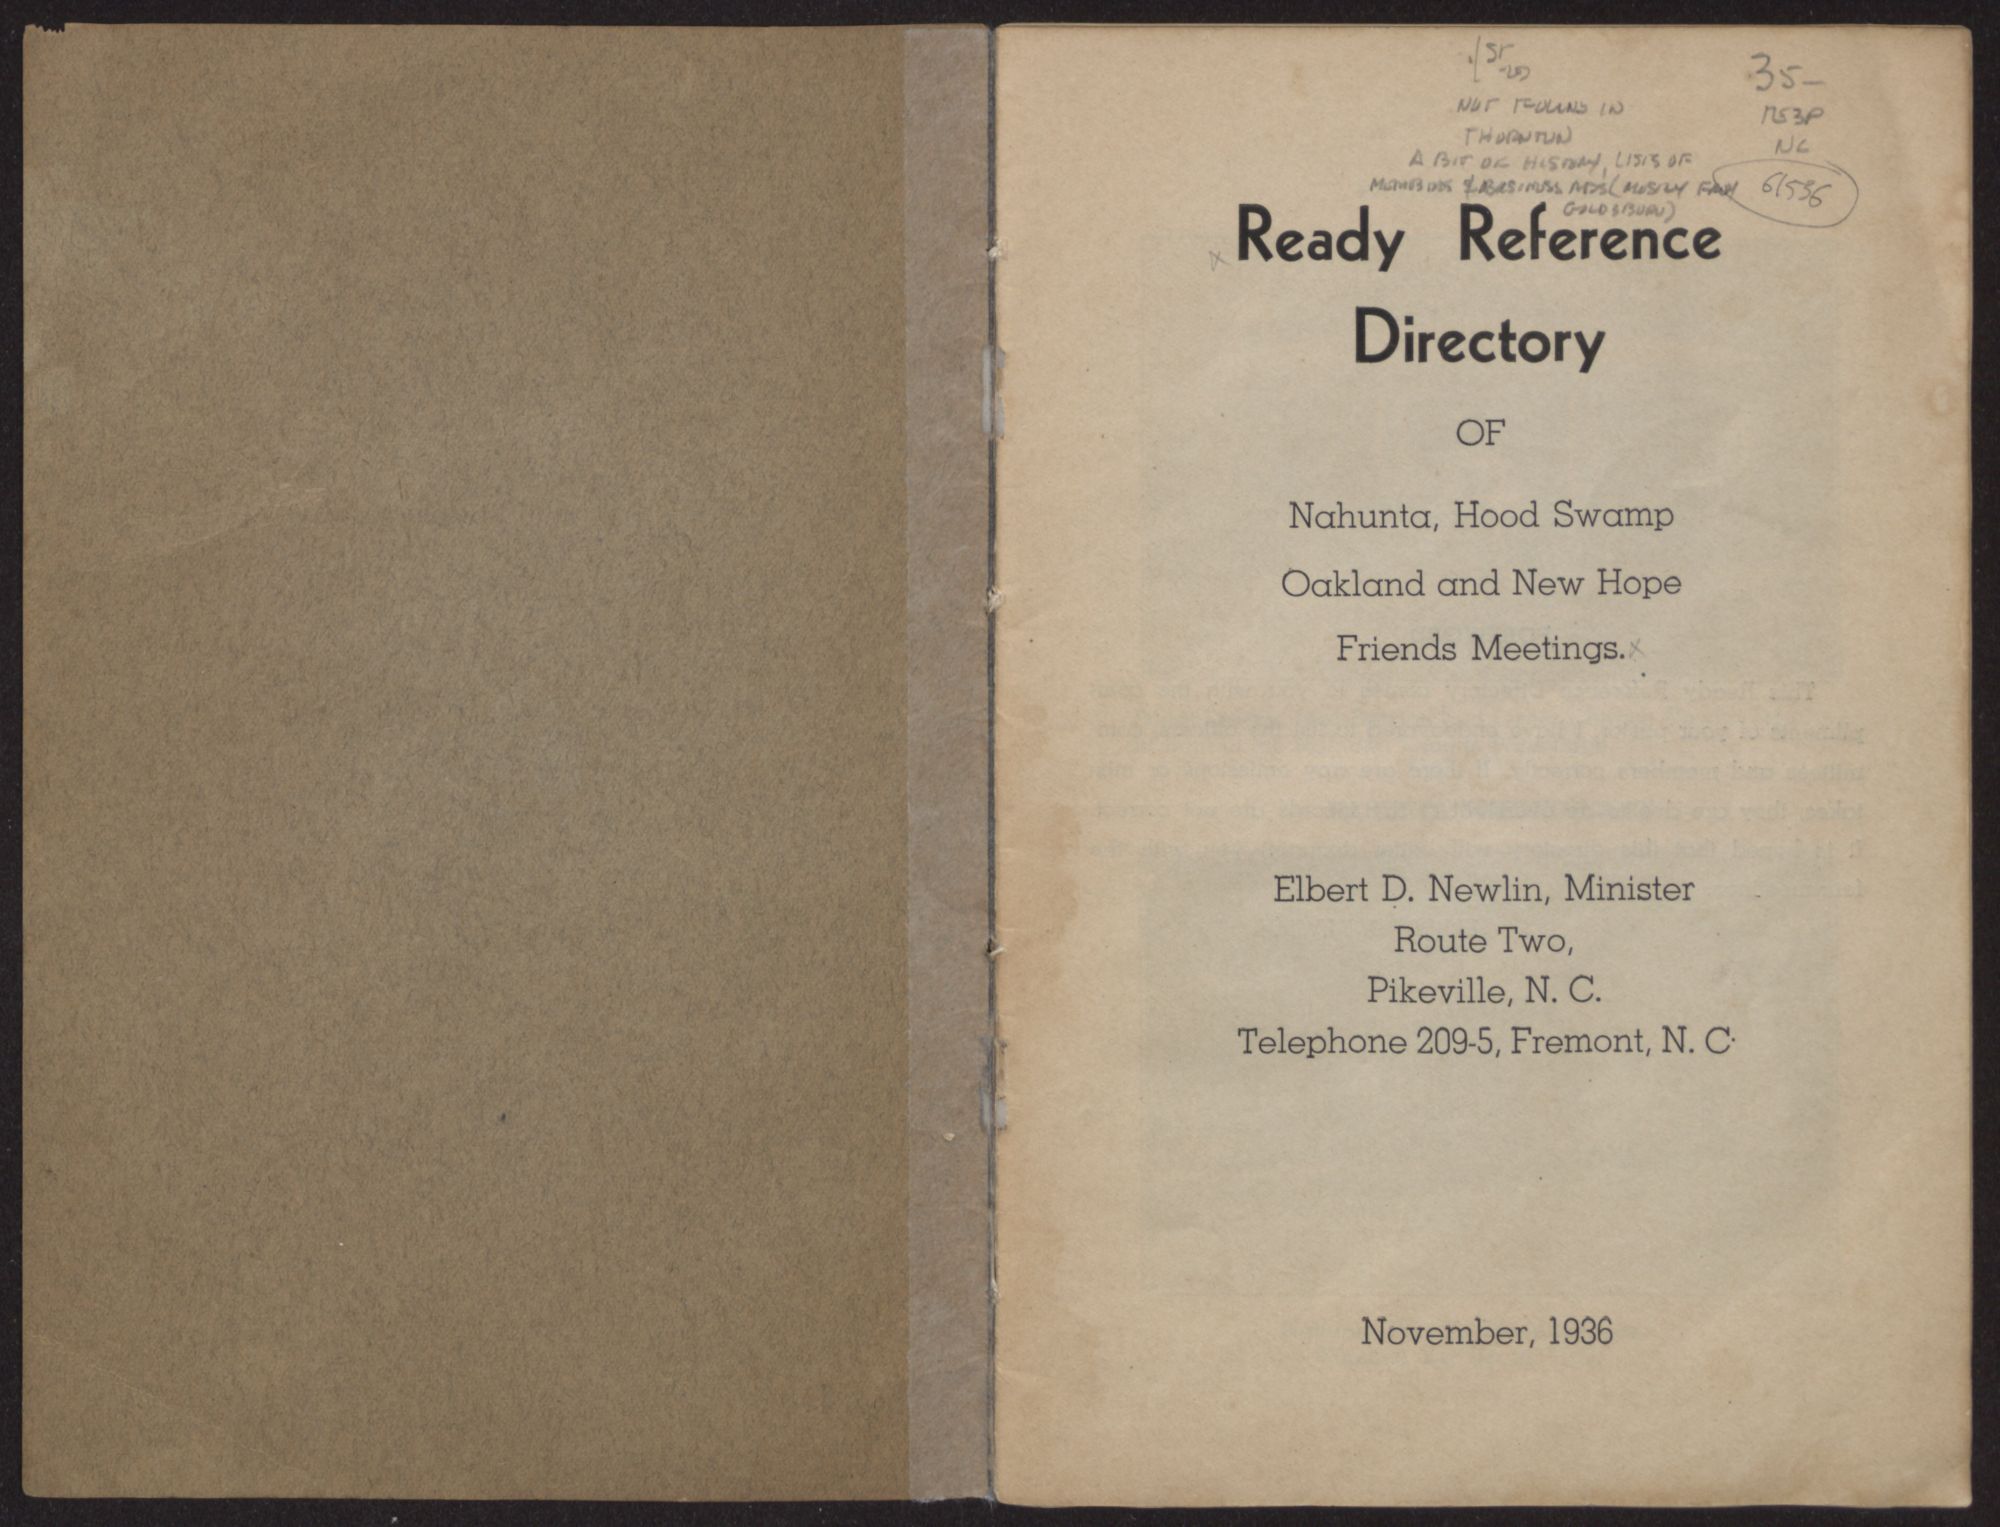 1st
35-
NOT FOUND IN
THORNTON
NC
A BIT OF HISTORY, LISTS OF
MEMBERS & BUSINESS ADS (MOSTLY FROM
GOLDSBORO)
61536
Ready Reference
Directory
OF
Nahunta, Hood Swamp
Oakland and New Hope
Friends Meetings.
Elbert D. Newlin, Minister
Route Two,
Pikeville, N. C.
Telephone 209-5, Fremont, N. C.
November, 1936